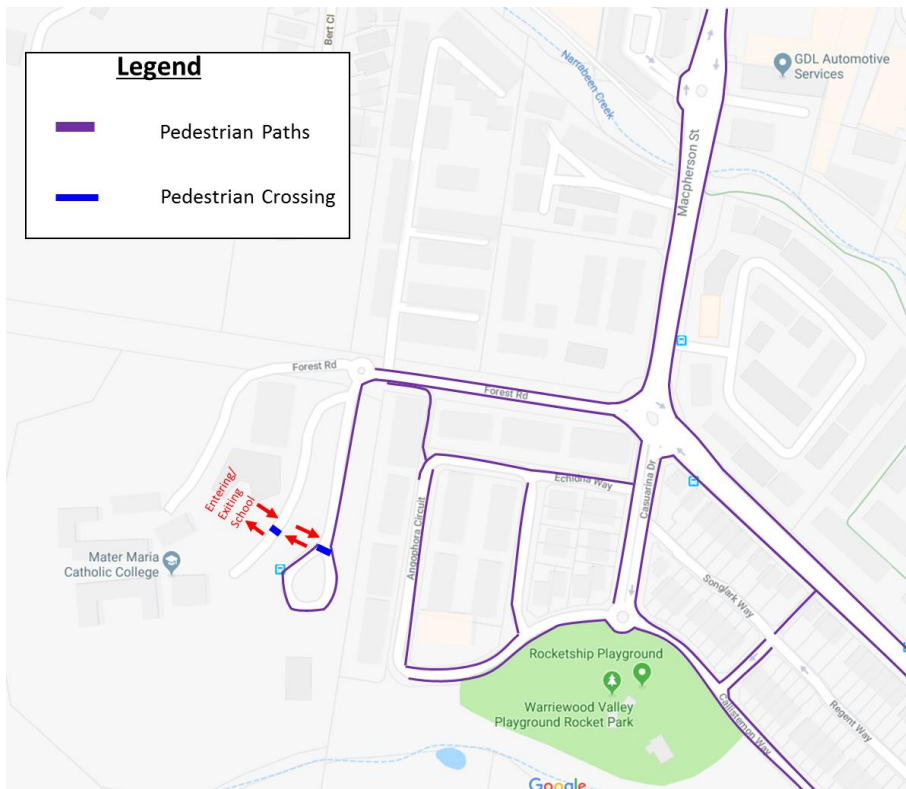 Bert Cl
Legend
Pedestrian Paths
Pedestrian Crossing
Narrabeen Creek
GDL Automotive
Services
Macpherson St
Forest Rd
Forest Rd
Echidna Way
Casuarina Dr
Angophora Circuit
Entering/
Exiting
School
Mater Maria
Catholic College
Songlark Way
Rocketship Playground
Warriewood Valley
Playground Rocket Park
Callistemon Way
Regent Way
Google